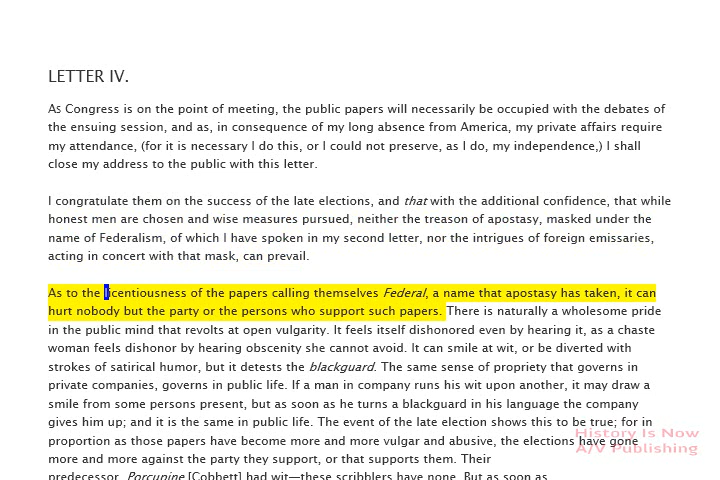 LETTER IV.
As Congress is on the point of meeting, the public papers will necessarily be occupied with the debates of
the ensuing session, and as, in consequence of my long absence from America, my private affairs require
my attendance, (for it is necessary I do this, or I could not preserve, as I do, my independence,) I shall
close my address to the public with this letter.
I congratulate them on the success of the late elections, and that with the additional confidence, that while
honest men are chosen and wise measures pursued, neither the treason of apostasy, masked under the
name of Federalism, of which I have spoken in my second letter, nor the intrigues of foreign emissaries,
acting in concert with that mask, can prevail.
As to the licentiousness of the papers calling themselves Federal, a name that apostasy has taken, it can
hurt nobody but the party or the persons who support such papers. There is naturally a wholesome pride
in the public mind that revolts at open vulgarity. It feels itself dishonored even by hearing it, as a chaste
woman feels dishonor by hearing obscenity she cannot avoid. It can smile at wit, or be diverted with
strokes of satirical humor, but it detests the blackguard. The same sense of propriety that governs in
private companies, governs in public life. If a man in company runs his wit upon another, it may draw a
smile from some persons present, but as soon as he turns a blackguard in his language the company
gives him up; and it is the same in public life. The event of the late election shows this to be true; for in
proportion as those papers have become more and more vulgar and abusive, the elections have gone
more and more against the party they support, or that supports them. Their
predecessor, Porcupine [Cobbett] had wit—these scribblers have none. But as soon as
History Is Now
A/V Publishing